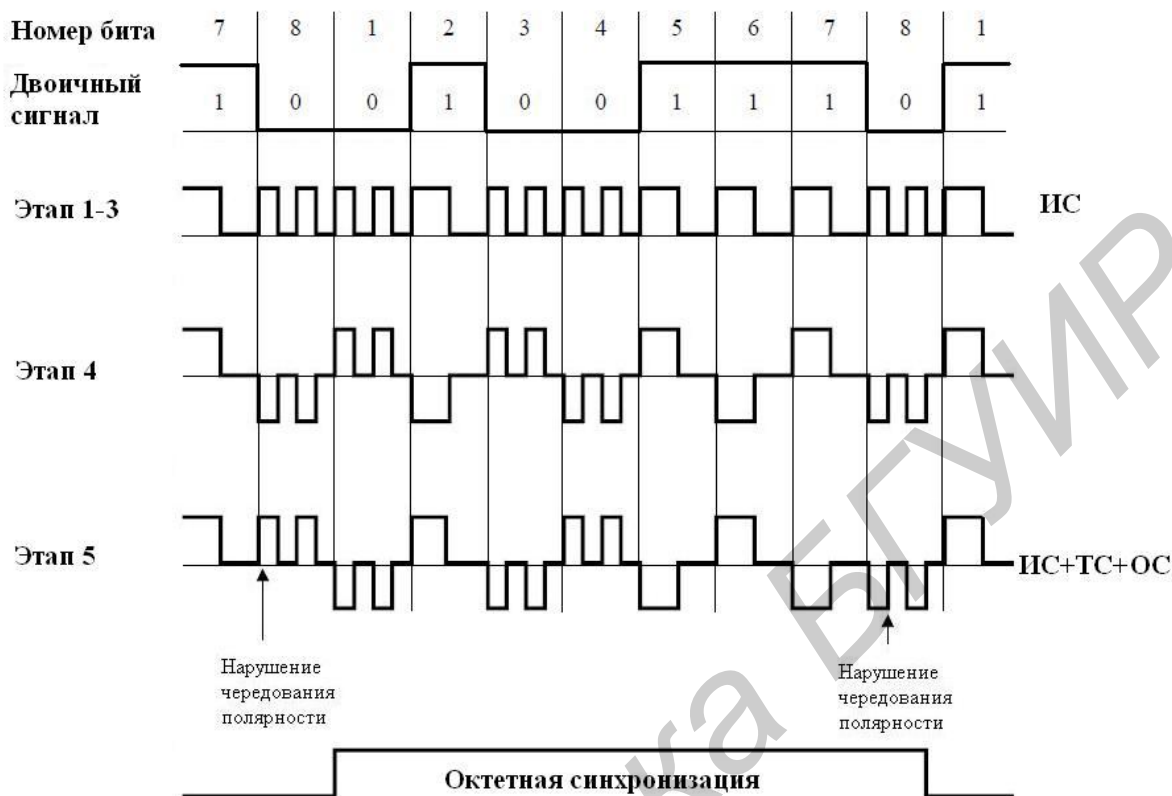 Номер бита 7 8 1 2 3 4 5 6 7 8 1
Двоичный
сигнал 1 0 0 1 0 0 1 1 1 0 1
Этап 1-3 ИС
Этап 4
Этап 5 ИС+ТС+ОС
Нарушение
чередования
полярности
Нарушение
чередования
полярности
Октетная синхронизация
ка БГУИР